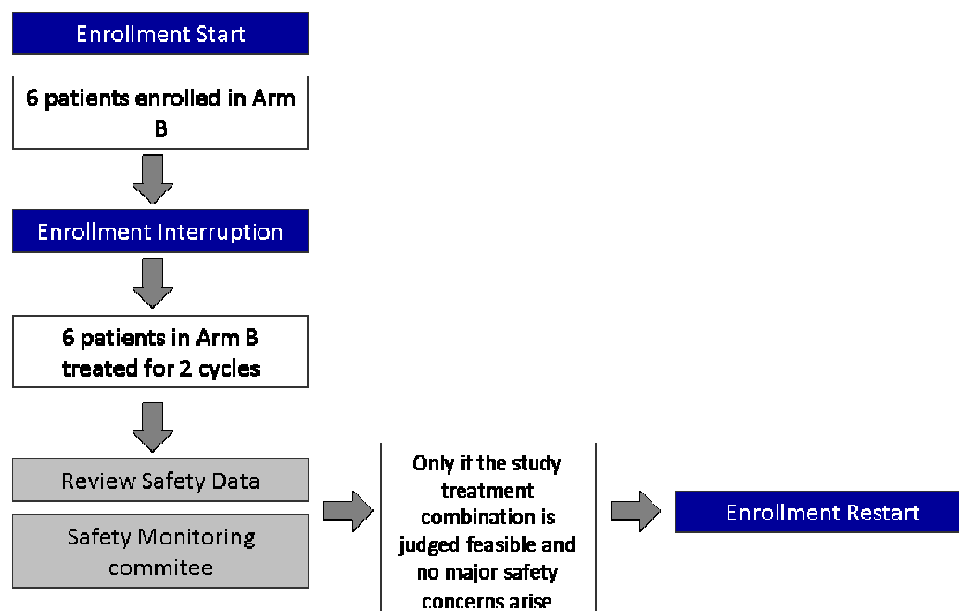 Enrollment Start
6 patients enrolled in Arm
B
Enrollment Interruption
6 patients in Arm B
treated for 2 cycles
Review Safety Data
Safety Monitoring
commitee
Only if the study
treatment
combination is
judged feasible and
no major safety
concerns arise
Enrollment Restart